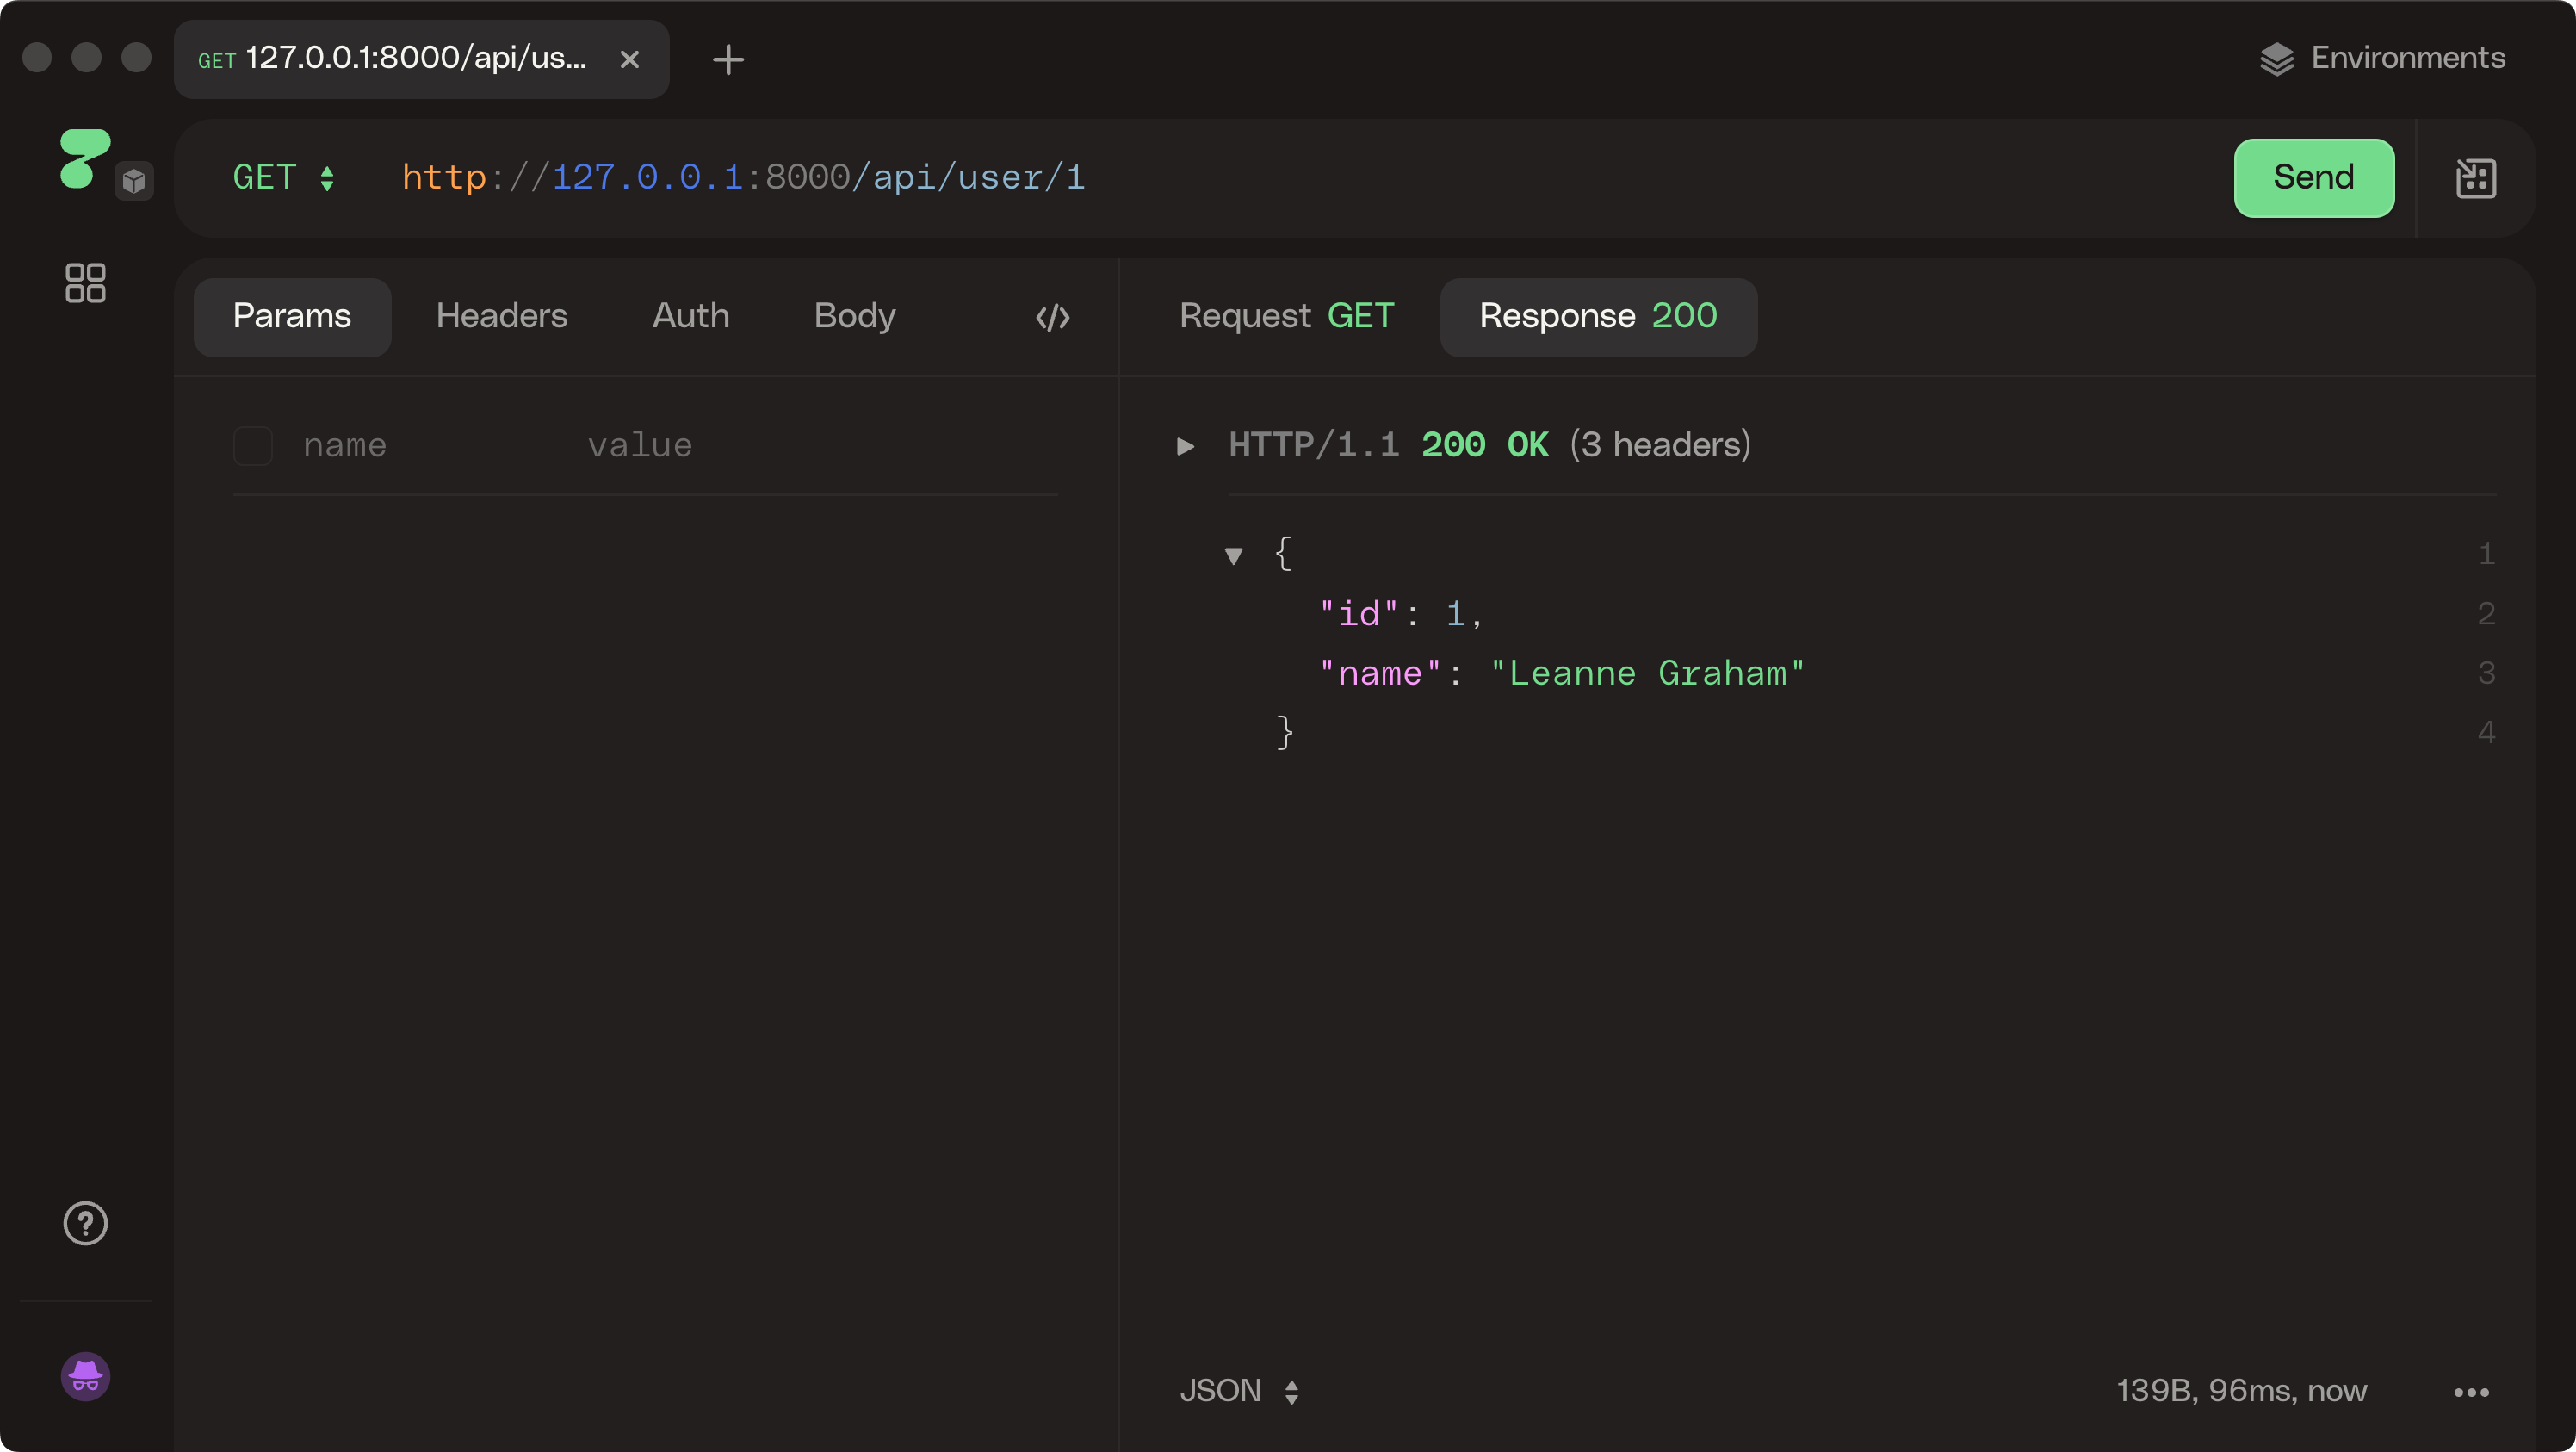 GET 127.0.0.1:8000/api/us...
Environments
GET http://127.0.0.1:8000/api/user/1
Send
Params Headers Auth Body
Request GET Response 200
name value
HTTP/1.1 200 OK (3 headers)
{ 1
"id": 1, 2
"name": "Leanne Graham" 3
} 4
JSON
139B, 96ms, now